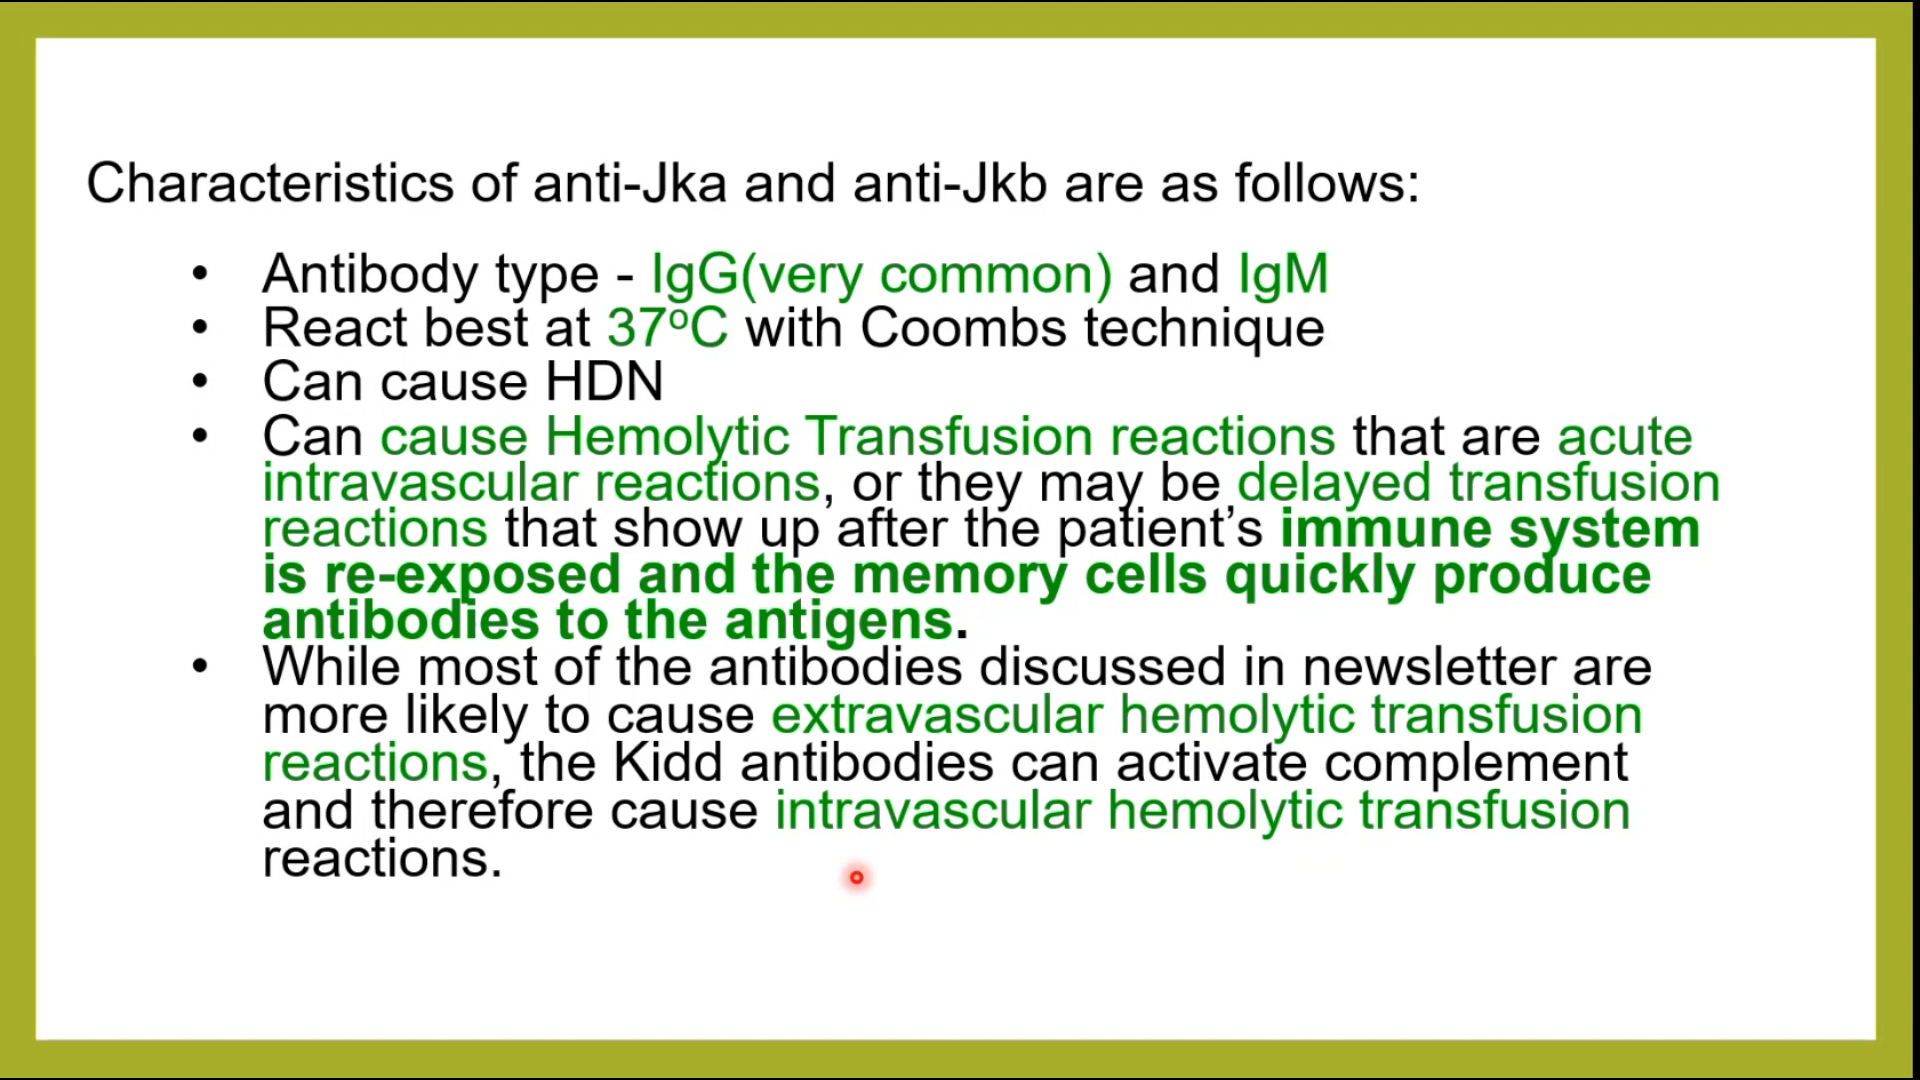 Characteristics of anti-Jka and anti-Jkb are as follows:
• Antibody type - IgG(very common) and IgM
• React best at 37ºC with Coombs technique
• Can cause HDN
• Can cause Hemolytic Transfusion reactions that are acute
intravascular reactions, or they may be delayed transfusion
reactions that show up after the patient’s immune system
is re-exposed and the memory cells quickly produce
antibodies to the antigens.
• While most of the antibodies discussed in newsletter are
more likely to cause extravascular hemolytic transfusion
reactions, the Kidd antibodies can activate complement
and therefore cause intravascular hemolytic transfusion
reactions.